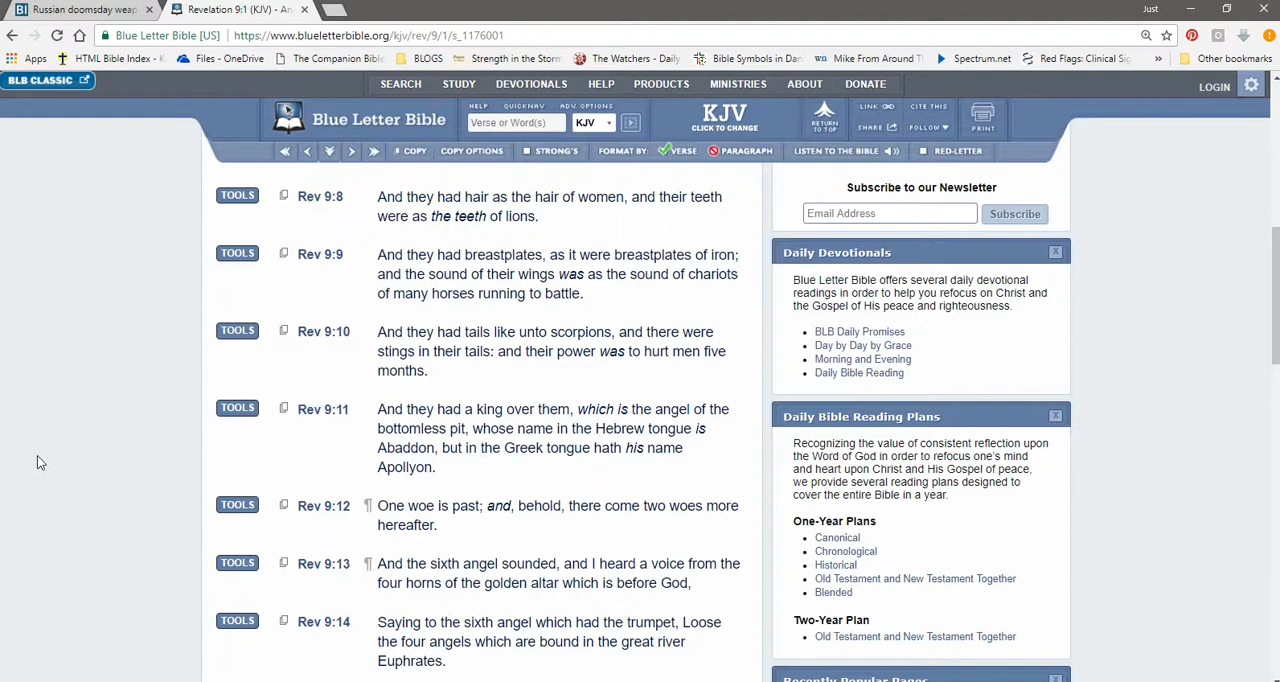 Russian doomsday weap
Revelation 9:1 (KJV) - An
Just
Blue Letter Bible [US]
https://www.blueletterbible.org/kjv/rev/9/1/s_1176001
Apps
HTML Bible Index - K
Files - OneDrive
The Companion Bible
BLOGS
Strength in the Storm
The Watchers - Daily
Bible Symbols in Dan
Mike From Around T
Spectrum.net
Red Flags: Clinical Sig
Other bookmarks
BLB CLASSIC
SEARCH STUDY DEVOTIONALS HELP PRODUCTS MINISTRIES ABOUT DONATE
LOGIN
Blue Letter Bible
HELP QUICKNAV ADV. OPTIONS
Verse or Word(s)
KJV
KJV
CLICK TO CHANGE
RETURN
TO TOP
LINK
CITE THIS
SHARE
FOLLOW
PRINT
COPY COPY OPTIONS STRONG'S FORMAT BY: VERSE PARAGRAPH LISTEN TO THE BIBLE RED-LETTER
TOOLS Rev 9:8 And they had hair as the hair of women, and their teeth
were as the teeth of lions.
TOOLS Rev 9:9 And they had breastplates, as it were breastplates of iron;
and the sound of their wings was as the sound of chariots
of many horses running to battle.
TOOLS Rev 9:10 And they had tails like unto scorpions, and there were
stings in their tails: and their power was to hurt men five
months.
TOOLS Rev 9:11 And they had a king over them, which is the angel of the
bottomless pit, whose name in the Hebrew tongue is
Abaddon, but in the Greek tongue hath his name
Apollyon.
TOOLS Rev 9:12 ¶ One woe is past; and, behold, there come two woes more
hereafter.
TOOLS Rev 9:13 ¶ And the sixth angel sounded, and I heard a voice from the
four horns of the golden altar which is before God,
TOOLS Rev 9:14 Saying to the sixth angel which had the trumpet, Loose
the four angels which are bound in the great river
Euphrates.
Subscribe to our Newsletter
Email Address
Subscribe
Daily Devotionals
X
Blue Letter Bible offers several daily devotional
readings in order to help you refocus on Christ and
the Gospel of His peace and righteousness.
BLB Daily Promises
Day by Day by Grace
Morning and Evening
Daily Bible Reading
Daily Bible Reading Plans
X
Recognizing the value of consistent reflection upon
the Word of God in order to refocus one's mind
and heart upon Christ and His Gospel of peace,
we provide several reading plans designed to
cover the entire Bible in a year.
One-Year Plans
Canonical
Chronological
Historical
Old Testament and New Testament Together
Blended
Two-Year Plan
Old Testament and New Testament Together
Recently Popular Pages